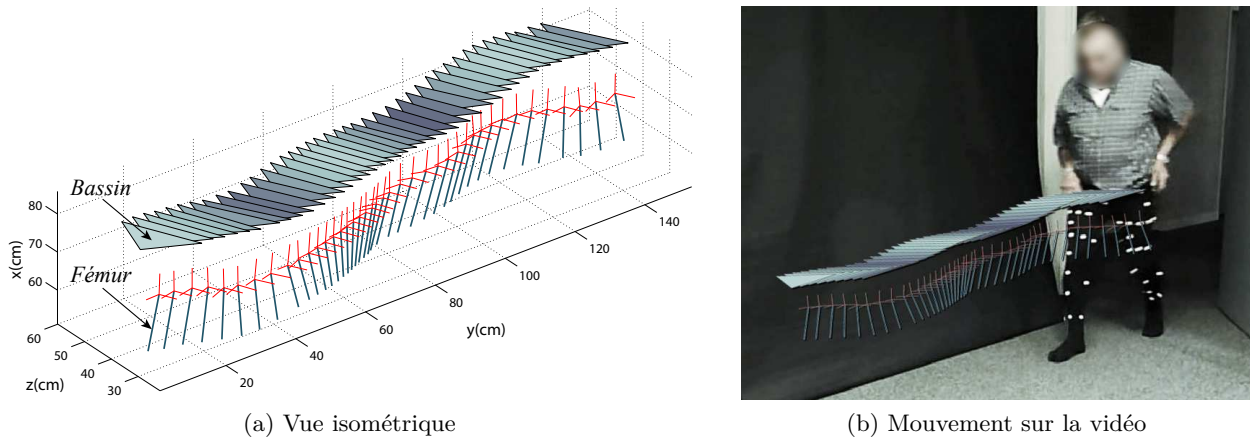 Bassin
Fémur
x(cm)
80
70
60
60
50
40
30
z(cm)
20
40
60
80
100
120
140
y(cm)
(a) Vue isométrique
(b) Mouvement sur la vidéo